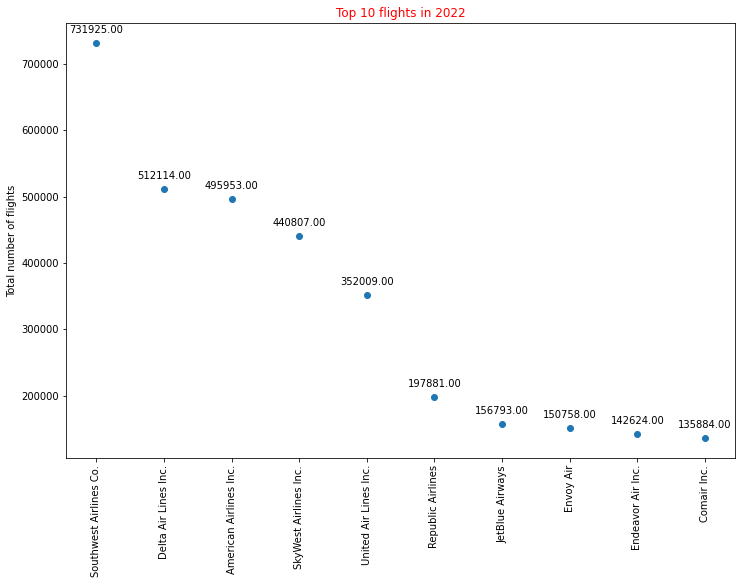 Top 10 flights in 2022
Total number of flights
700000
600000
500000
400000
300000
200000
731925.00
512114.00
495953.00
440807.00
352009.00
197881.00
156793.00
150758.00
142624.00
135884.00
Southwest Airlines Co.
Delta Air Lines Inc.
American Airlines Inc.
SkyWest Airlines Inc.
United Air Lines Inc.
Republic Airlines
JetBlue Airways
Envoy Air
Endeavor Air Inc.
Comair Inc.